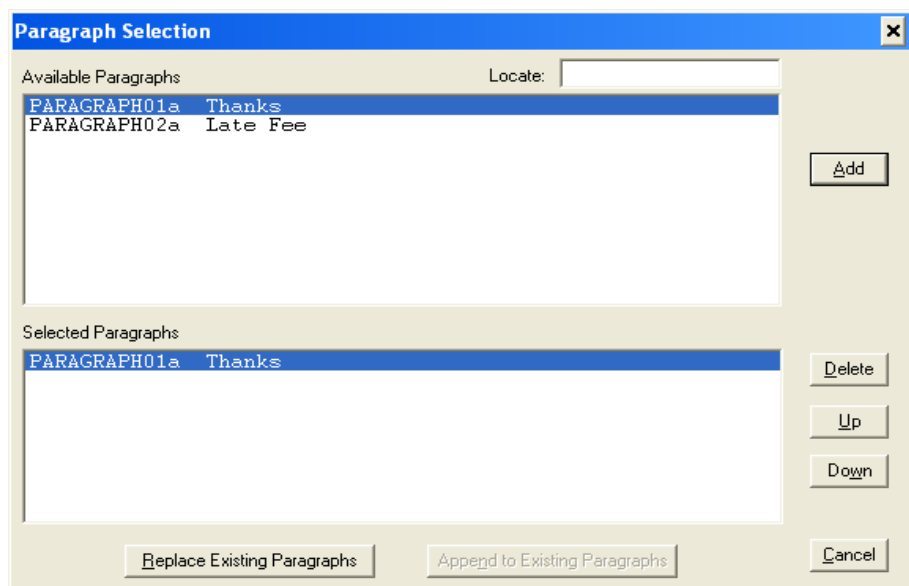 Paragraph Selection
Available Paragraphs
Locate:
PARAGRAPH01a Thanks
PARAGRAPH02a Late Fee
Add
Selected Paragraphs
PARAGRAPH01a Thanks
Delete
Up
Down
Replace Existing Paragraphs
Append to Existing Paragraphs
Cancel